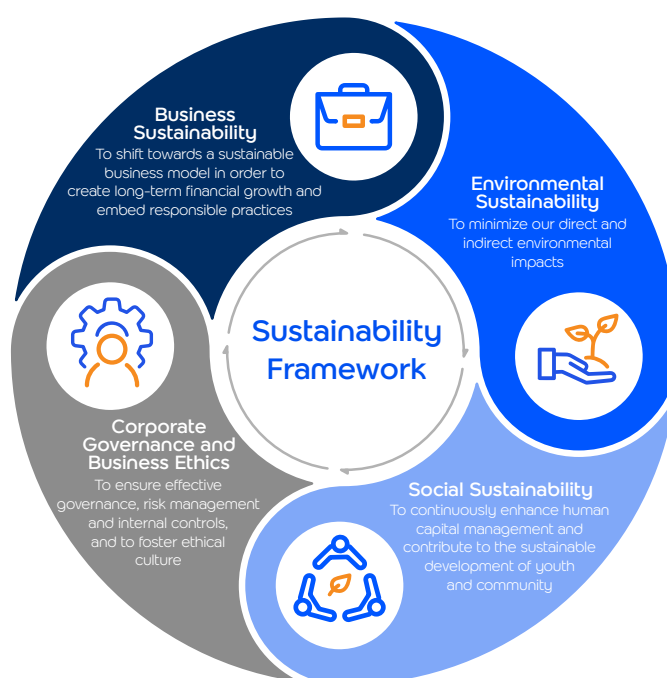 Business
Sustainability
To shift towards a sustainable
business model in order to
create long-term financial growth and
embed responsible practices
Environmental
Sustainability
To minimize our direct and
indirect environmental
impacts
Sustainability
Framework
Corporate
Governance and
Business Ethics
To ensure effective
governance, risk management
and internal controls,
and to foster ethical
culture
Social Sustainability
To continuously enhance human
capital management and
contribute to the sustainable
development of youth
and community